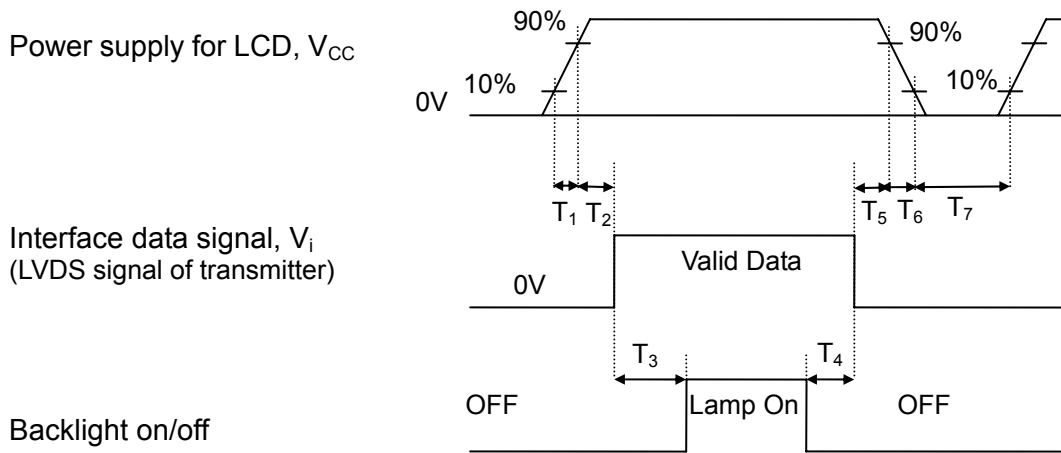 90%
Power supply for LCD, VCC
90%
10%
10%
0V
T1 T2
T5 T6 T7
Interface data signal, Vi
(LVDS signal of transmitter)
Valid Data
0V
T3
T4
OFF
Lamp On
OFF
Backlight on/off